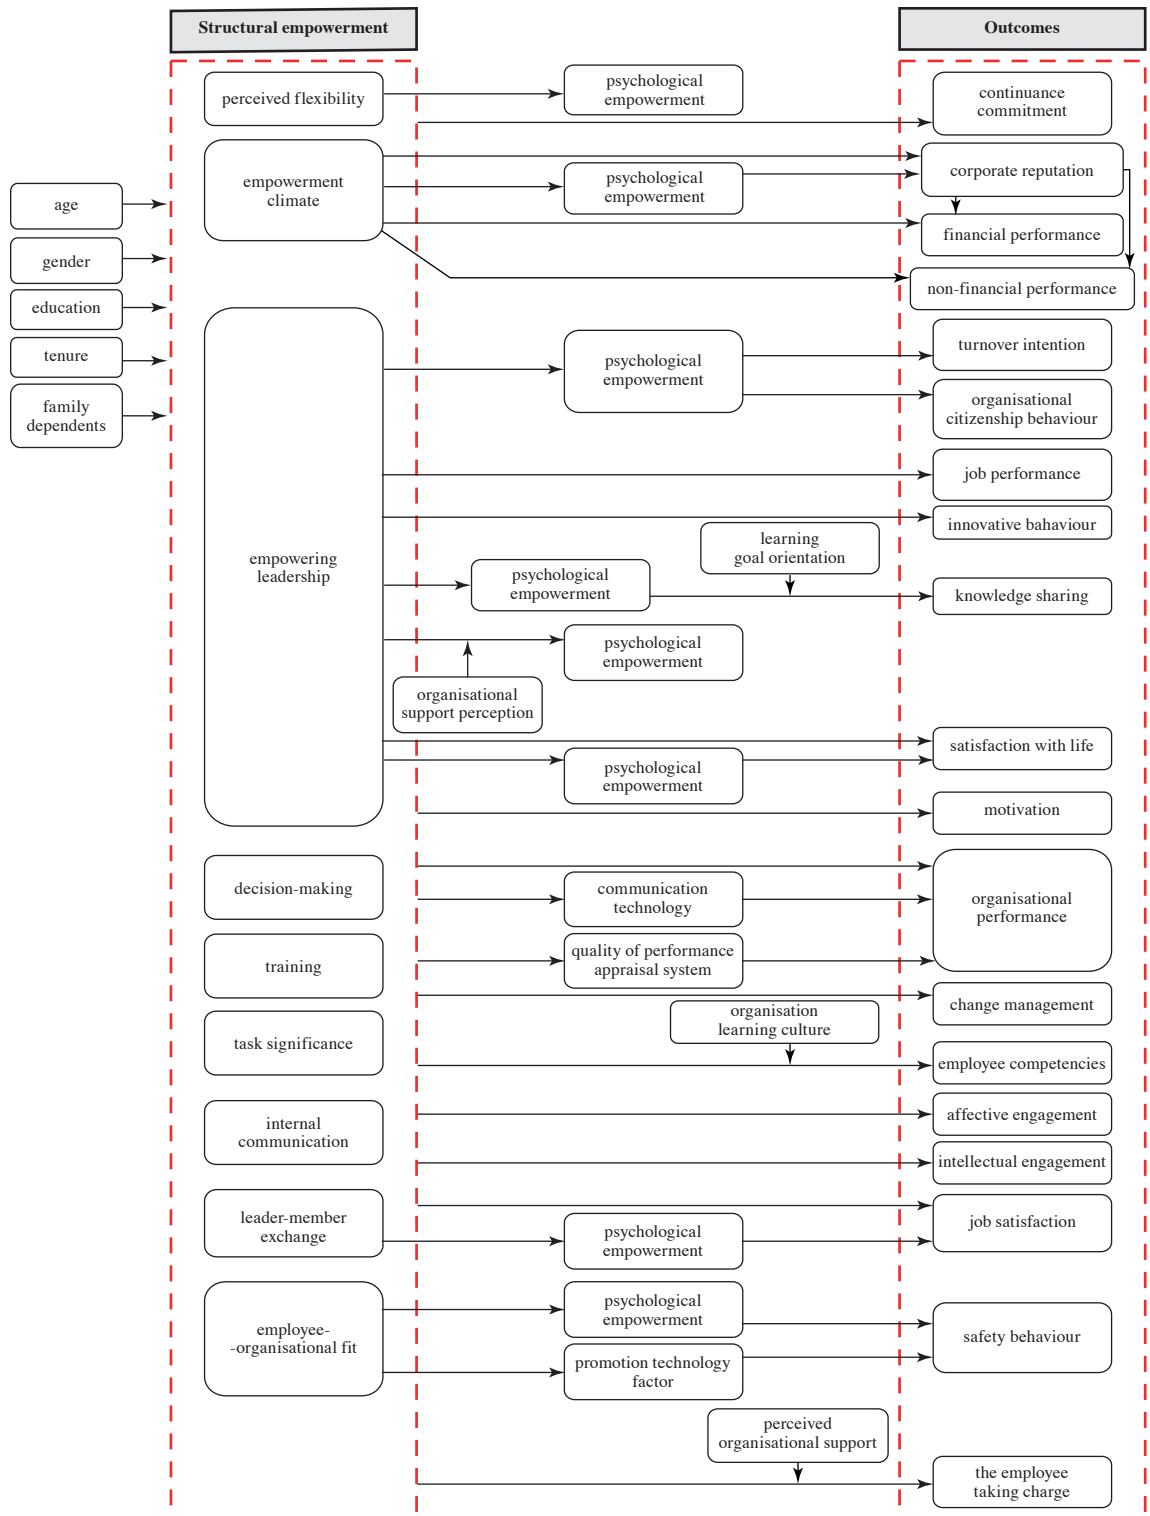 Structural empowerment
Outcomes
perceived flexibility
psychological
empowerment
continuance
commitment
empowerment
climate
psychological
empowerment
corporate reputation
age
financial performance
gender
non-financial performance
education
tenure
family
dependents
psychological
empowerment
turnover intention
organisational
citizenship behaviour
job performance
innovative bahaviour
empowering
leadership
learning
goal orientation
psychological
empowerment
knowledge sharing
psychological
empowerment
organisational
support perception
satisfaction with life
psychological
empowerment
motivation
decision-making
communication
technology
organisational
performance
training
quality of performance
appraisal system
change management
organisation
learning culture
task significance
employee competencies
internal
communication
affective engagement
intellectual engagement
leader-member
exchange
psychological
empowerment
job satisfaction
employee-
-organisational fit
psychological
empowerment
safety behaviour
promotion technology
factor
perceived
organisational support
the employee
taking charge